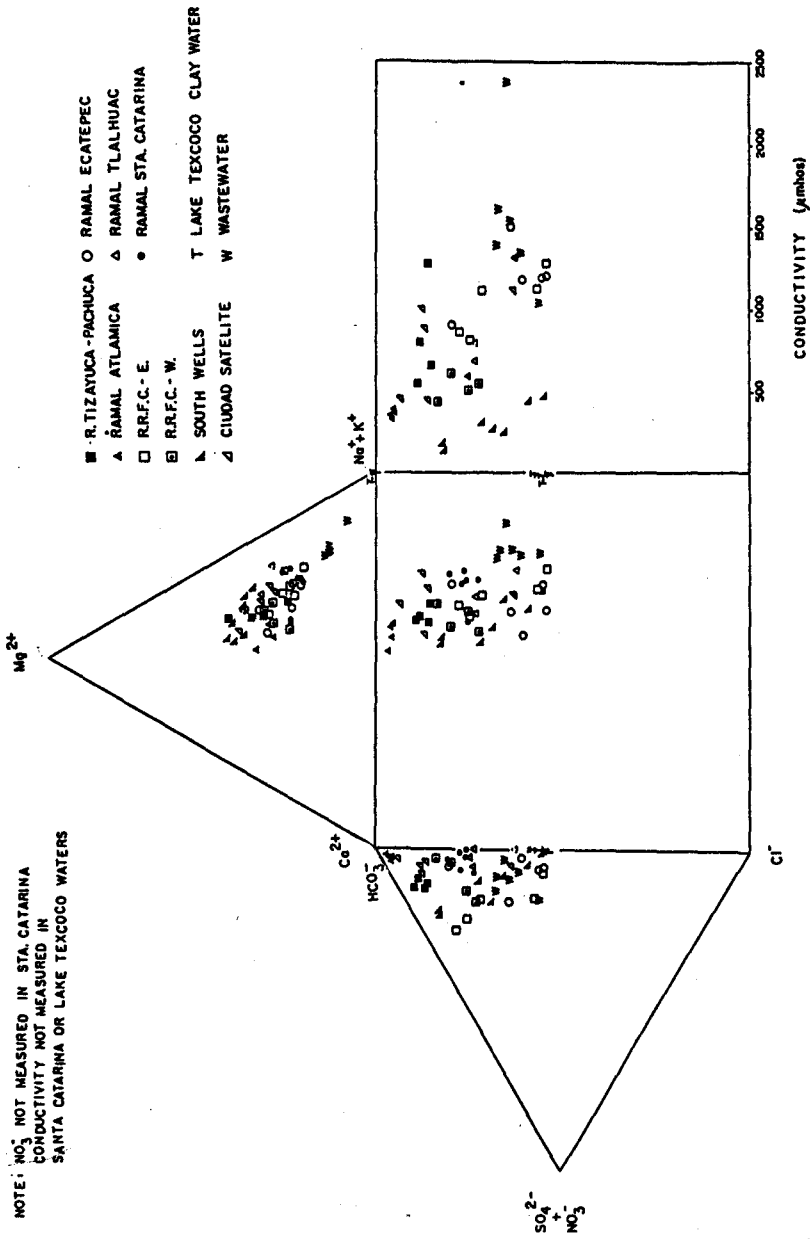 NOTE: NO3- NOT MEASURED IN STA. CATARINA
CONDUCTIVITY NOT MEASURED IN
SANTA CATARINA OR LAKE TEXCOCO WATERS
Mg2+
■ R. TIZAYUCA-PACHUCA ○ RAMAL ECATEPEC
▲ RAMAL ATLAMICA △ RAMAL TLALHUAC
□ R.R.F.C.-E. ● RAMAL STA. CATARINA
⊡ R.R.F.C.-W.
◣ SOUTH WELLS T LAKE TEXCOCO CLAY WATER
◿ CIUDAD SATELITE W WASTEWATER
Ca2+
HCO3-
Na+ + K+
SO4 2-
+
NO3-
Cl-
500
1000
1500
2000
2500
CONDUCTIVITY (µmhos)